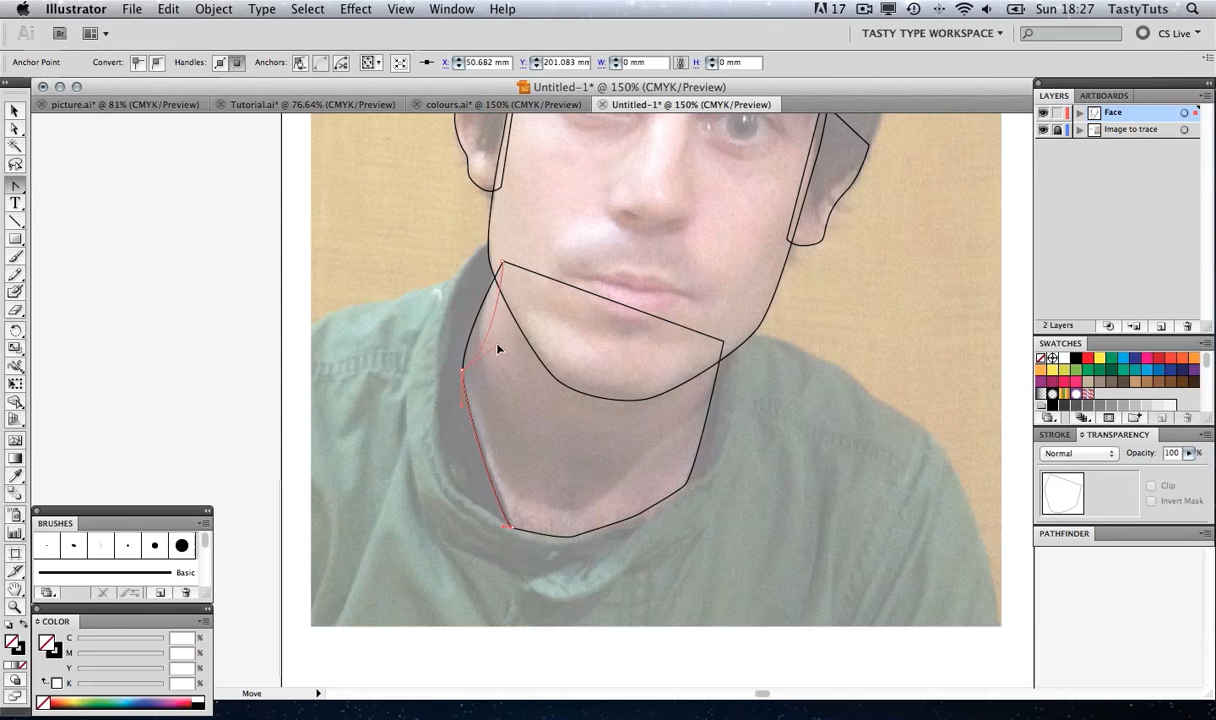 Illustrator File Edit Object Type Select Effect View Window Help 17 Sun 18:27 TastyTuts
Ai Br TASTY TYPE WORKSPACE CS Live
Anchor Point Convert: Handles: Anchors: X: 50.682 mm Y: 201.083 mm W: 0 mm H: 0 mm
Untitled-1* @ 150% (CMYK/Preview)
picture.ai* @ 81% (CMYK/Preview) Tutorial.ai* @ 76.64% (CMYK/Preview) colours.ai* @ 150% (CMYK/Preview) Untitled-1* @ 150% (CMYK/Preview)
LAYERS ARTBOARDS
Face
Image to trace
2 Layers
SWATCHES
STROKE TRANSPARENCY
Normal Opacity: 100 %
Clip
Invert Mask
PATHFINDER
BRUSHES
Basic
COLOR
C %
M %
Y %
K %
Move